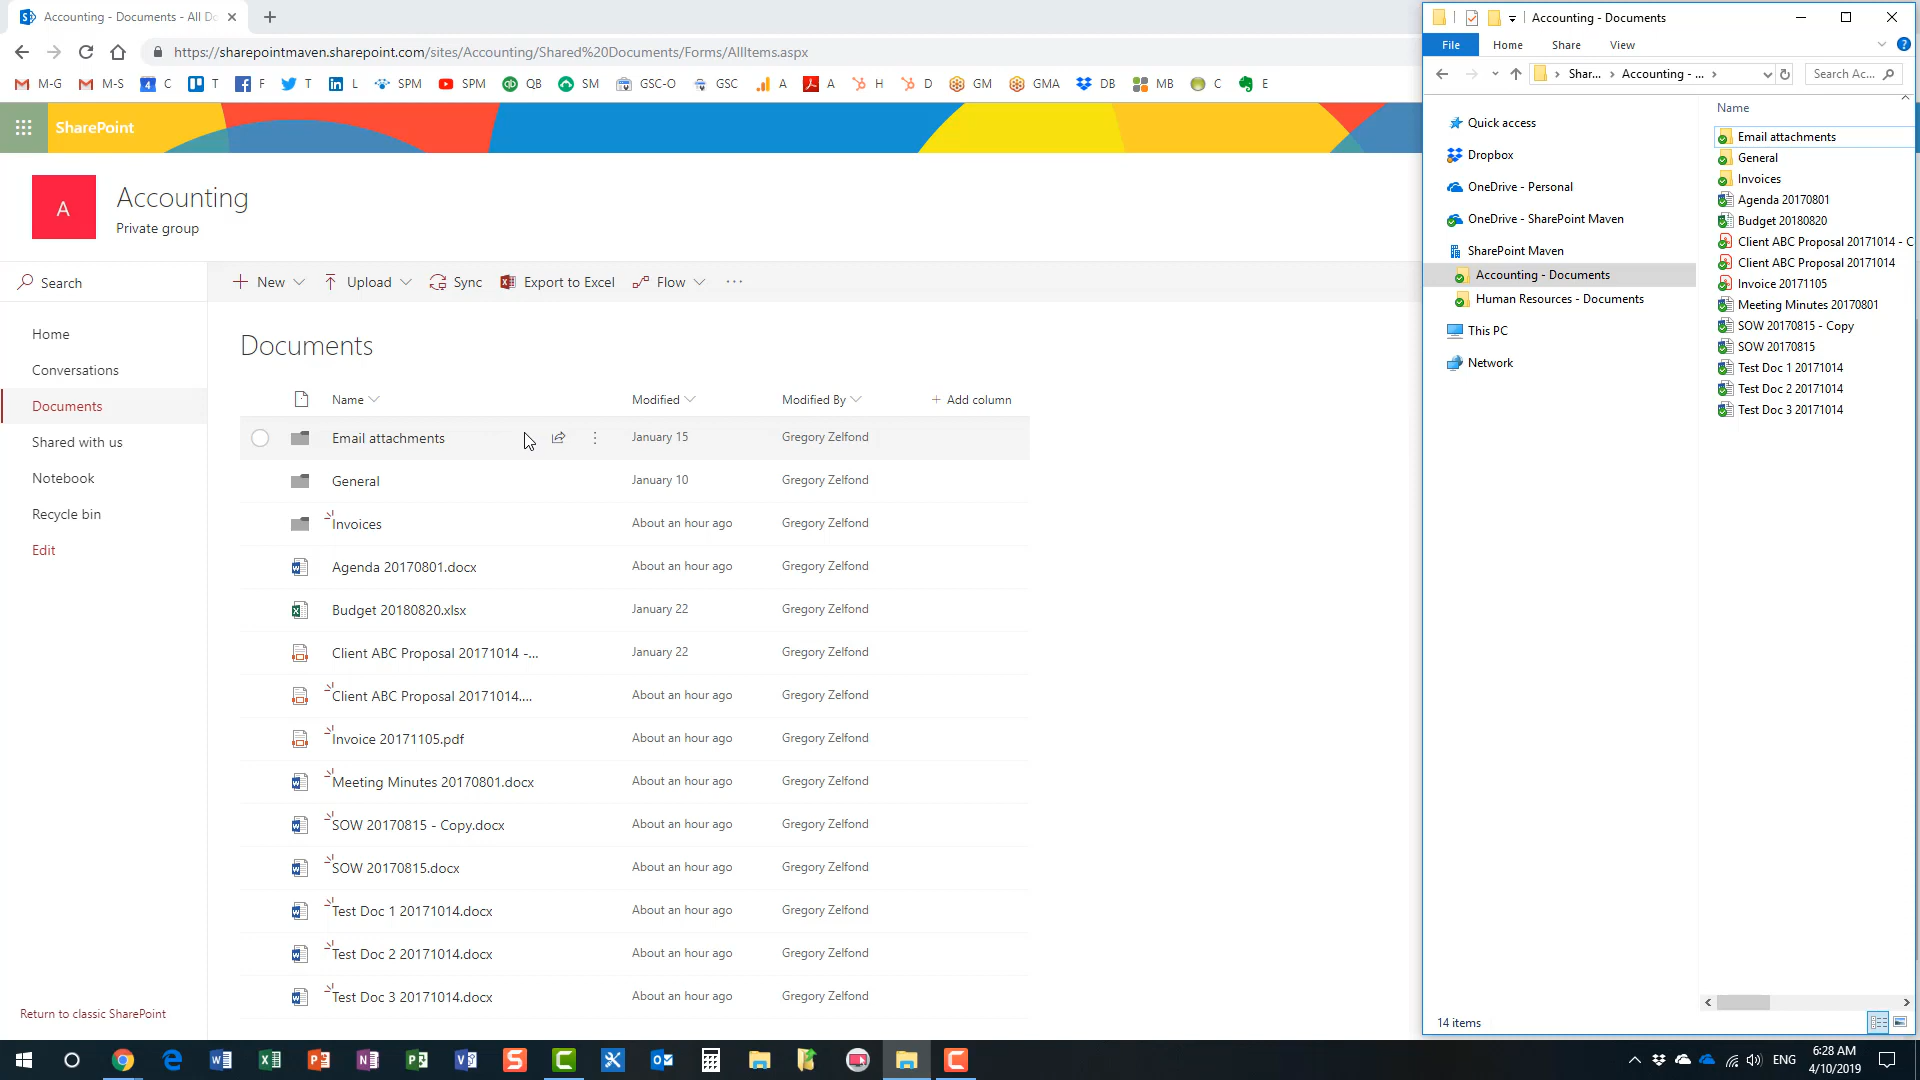 Accounting - Documents - All Do
https://sharepointmaven.sharepoint.com/sites/Accounting/Shared%20Documents/Forms/AllItems.aspx
M-G M-S C T F T L SPM SPM QB SM GSC-O GSC A A H D GM GMA DB MB C E
SharePoint
A
Accounting
Private group
Search
New Upload Sync Export to Excel Flow ...
Home
Conversations
Documents
Shared with us
Notebook
Recycle bin
Edit
Return to classic SharePoint
Documents
Name Modified Modified By + Add column
Email attachments January 15 Gregory Zelfond
General January 10 Gregory Zelfond
Invoices About an hour ago Gregory Zelfond
Agenda 20170801.docx About an hour ago Gregory Zelfond
Budget 20180820.xlsx January 22 Gregory Zelfond
Client ABC Proposal 20171014 -... January 22 Gregory Zelfond
Client ABC Proposal 20171014.... About an hour ago Gregory Zelfond
Invoice 20171105.pdf About an hour ago Gregory Zelfond
Meeting Minutes 20170801.docx About an hour ago Gregory Zelfond
SOW 20170815 - Copy.docx About an hour ago Gregory Zelfond
SOW 20170815.docx About an hour ago Gregory Zelfond
Test Doc 1 20171014.docx About an hour ago Gregory Zelfond
Test Doc 2 20171014.docx About an hour ago Gregory Zelfond
Test Doc 3 20171014.docx About an hour ago Gregory Zelfond
Accounting - Documents
File Home Share View
Shar... Accounting - ... Search Ac...
Quick access
Dropbox
OneDrive - Personal
OneDrive - SharePoint Maven
SharePoint Maven
Accounting - Documents
Human Resources - Documents
This PC
Network
Name
Email attachments
General
Invoices
Agenda 20170801
Budget 20180820
Client ABC Proposal 20171014 - C
Client ABC Proposal 20171014
Invoice 20171105
Meeting Minutes 20170801
SOW 20170815 - Copy
SOW 20170815
Test Doc 1 20171014
Test Doc 2 20171014
Test Doc 3 20171014
14 items
ENG
6:28 AM
4/10/2019